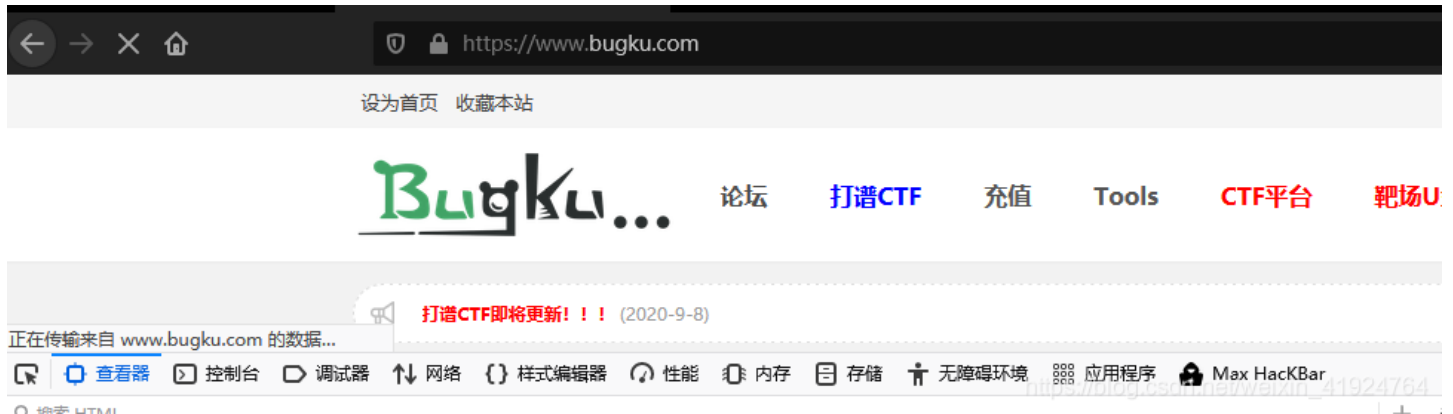 https://www.bugku.com
设为首页 收藏本站
Bugku...
论坛 打谱CTF 充值 Tools CTF平台 靶场U
打谱CTF即将更新！！！ (2020-9-8)
正在传输来自 www.bugku.com 的数据...
查看器 控制台 调试器 网络 {} 样式编辑器 性能 内存 存储 无障碍环境 应用程序 Max HacKBar
https://blog.csdn.net/weixin_41924764
搜索 HTML